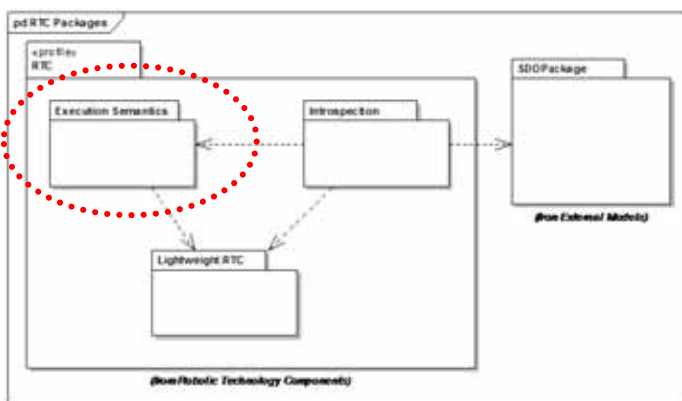 pd RTC Packages
«profile»
RTC
SDOPackage
Execution Semantics
Introspection
(from External Models)
Lightweight RTC
(from Robotic Technology Components)